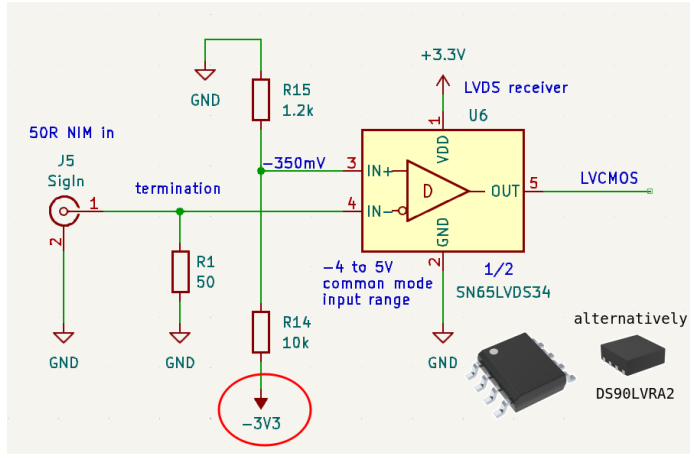 +3.3V
LVDS receiver
U6
R15
1.2k
GND
50R NIM in
J5
SigIn
termination
-350mV
1
2
3
IN+
4
IN-
D
VDD
1
OUT
5
LVCMOS
GND
2
R1
50
-4 to 5V
common mode
input range
1/2
SN65LVDS34
R14
10k
GND
GND
GND
-3V3
alternatively
DS90LVRA2